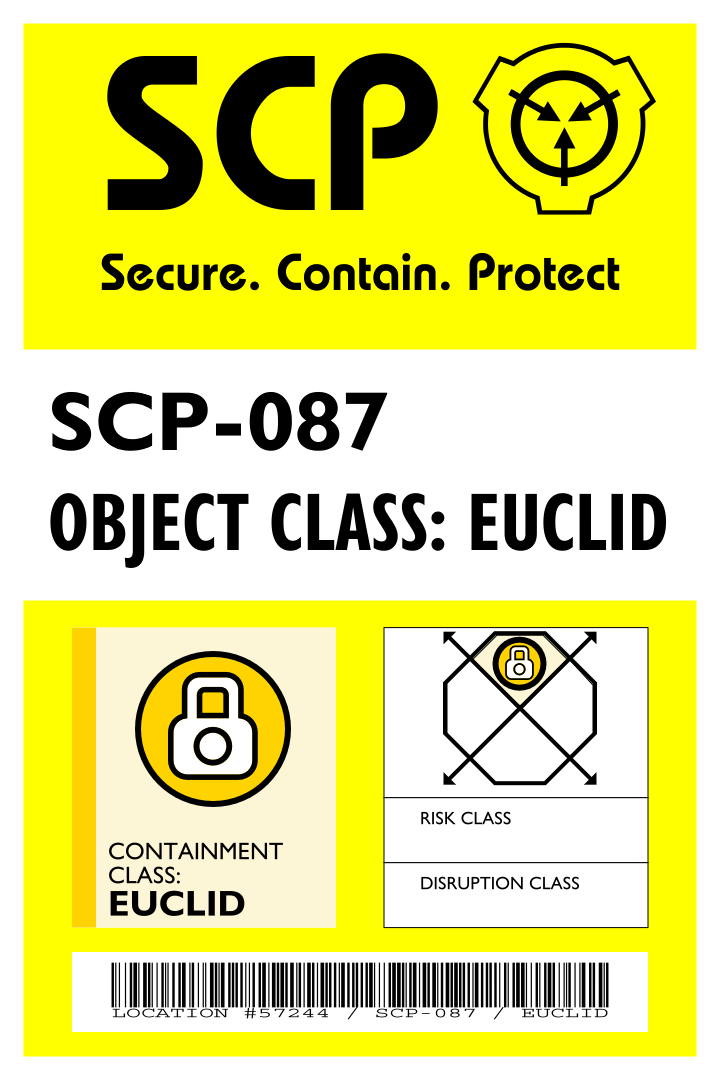 SCP
Secure. Contain. Protect
SCP-087
OBJECT CLASS: EUCLID
CONTAINMENT
CLASS:
EUCLID
RISK CLASS
DISRUPTION CLASS
LOCATION #57244 / SCP-087 / EUCLID